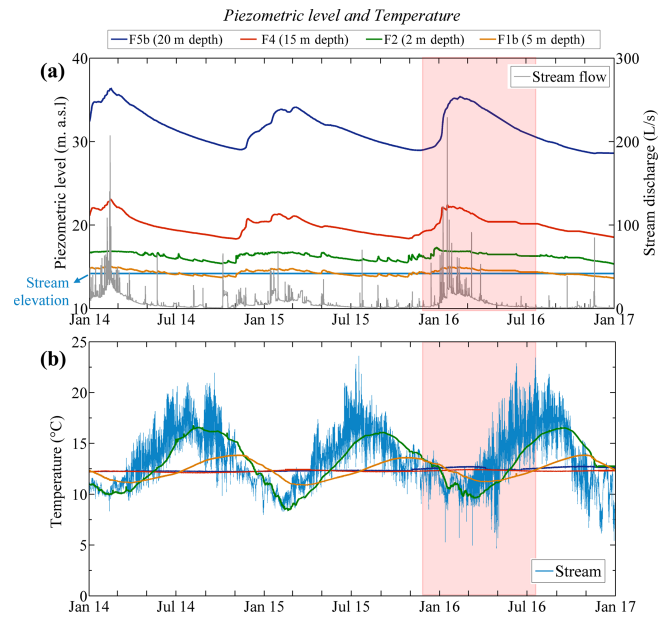 Piezometric level and Temperature
F5b (20 m depth) F4 (15 m depth) F2 (2 m depth) F1b (5 m depth)
(a)
Stream flow
Piezometric level (m. a.s.l)
40
30
20
10
Stream discharge (L/s)
300
200
100
0
Stream
elevation
Jan 14 Jul 14 Jan 15 Jul 15 Jan 16 Jul 16 Jan 17
(b)
Temperature (°C)
25
20
15
10
5
0
Stream
Jan 14 Jul 14 Jan 15 Jul 15 Jan 16 Jul 16 Jan 17